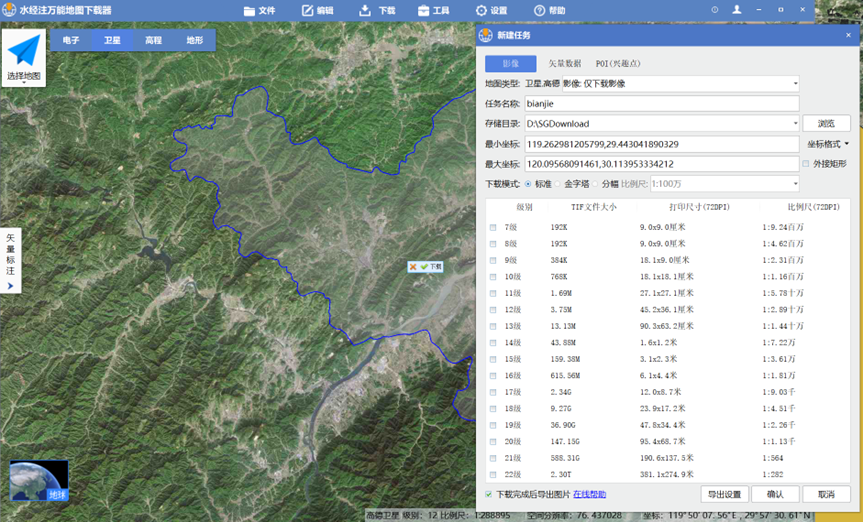 水经注万能地图下载器 文件 编辑 下载 工具 设置 帮助
电子 卫星 高程 地形
选择地图
矢量标注
下载
地球
高德卫星 级别: 12 比例尺: 1:288895 空间分辨率: 76.437028 坐标: 119°50'07.56"E, 29°57'30.61"N
新建任务
影像 矢量数据 POI(兴趣点)
地图类型: 卫星.高德 影像: 仅下载影像
任务名称: bianjie
存储目录: D:\SGDownload 浏览
最小坐标: 119.262981205799,29.443041890329 坐标格式
最大坐标: 120.09568091461,30.113953334212 外接矩形
下载模式: 标准 金字塔 分幅 比例尺: 1:100万
级别 TIF文件大小 打印尺寸(72DPI) 比例尺(72DPI)
7级 192K 9.0x9.0厘米 1:9.24百万
8级 192K 9.0x9.0厘米 1:4.62百万
9级 384K 18.1x9.0厘米 1:2.31百万
10级 768K 18.1x18.1厘米 1:1.16百万
11级 1.69M 27.1x27.1厘米 1:5.78十万
12级 3.75M 45.2x36.1厘米 1:2.89十万
13级 13.13M 90.3x63.2厘米 1:1.44十万
14级 43.88M 1.6x1.2米 1:7.22万
15级 159.38M 3.1x2.3米 1:3.61万
16级 615.56M 6.1x4.4米 1:1.81万
17级 2.34G 12.0x8.7米 1:9.03千
18级 9.27G 23.9x17.2米 1:4.51千
19级 36.90G 47.8x34.4米 1:2.26千
20级 147.15G 95.4x68.7米 1:1.13千
21级 588.31G 190.6x137.5米 1:564
22级 2.30T 381.1x274.9米 1:282
下载完成后导出图片 在线帮助 导出设置 确认 取消